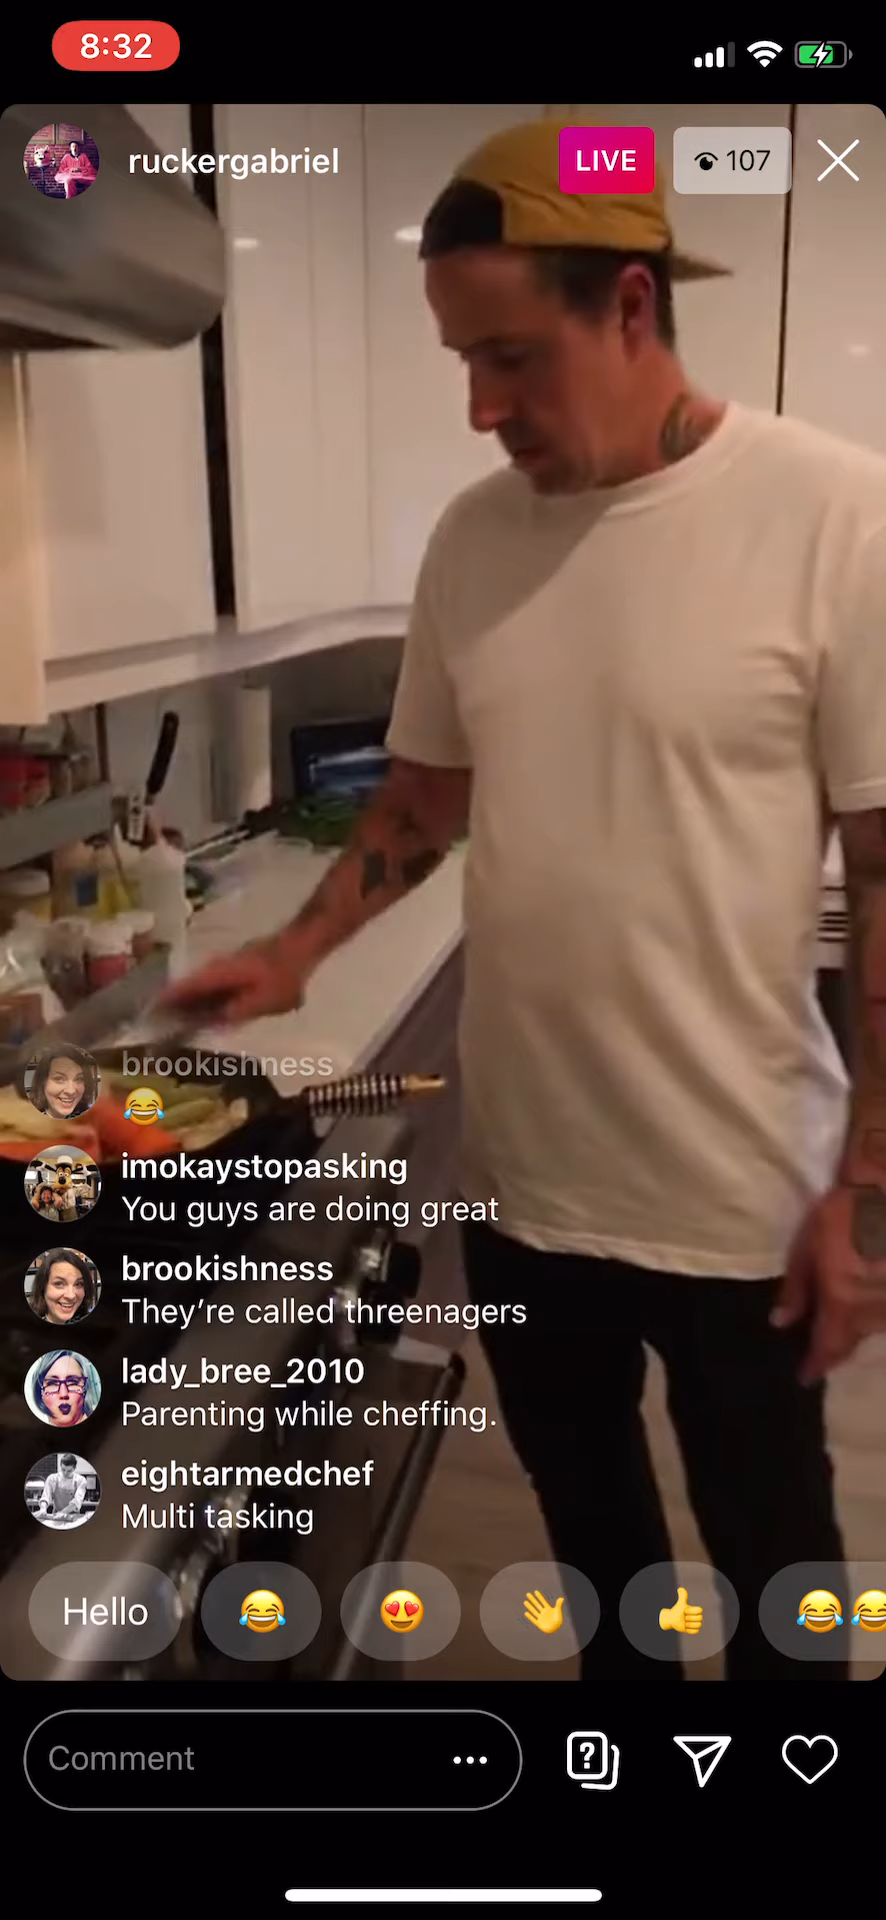 8:32
ruckergabriel
LIVE
107
brookishness
😂
imokaystopasking
You guys are doing great
brookishness
They’re called threenagers
lady_bree_2010
Parenting while cheffing.
eightarmedchef
Multi tasking
Hello 😂 😍 👋 👍 😂😂
Comment ...
?